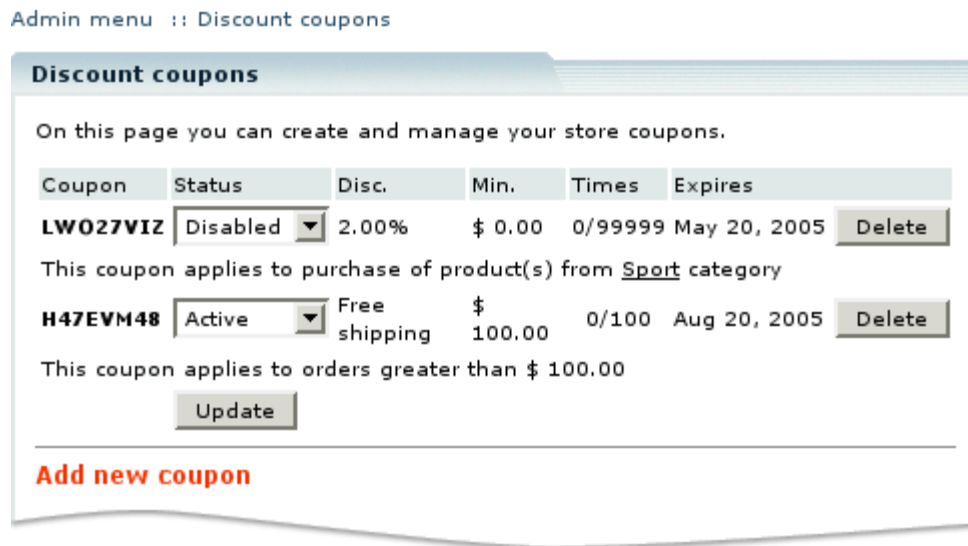 Admin menu :: Discount coupons
Discount coupons
On this page you can create and manage your store coupons.
Coupon Status Disc. Min. Times Expires
LWO27VIZ Disabled 2.00% $ 0.00 0/99999 May 20, 2005 Delete
This coupon applies to purchase of product(s) from Sport category
H47EVM48 Active Free shipping $ 100.00 0/100 Aug 20, 2005 Delete
This coupon applies to orders greater than $ 100.00
Update
Add new coupon